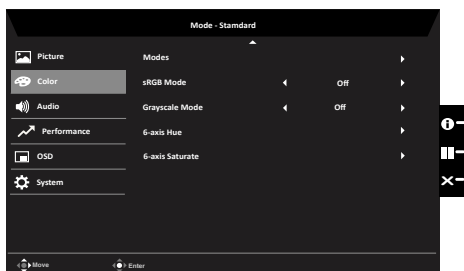 Mode - Standard
Picture
Modes
Color
sRGB Mode Off
Audio
Grayscale Mode Off
Performance
6-axis Hue
OSD
6-axis Saturate
System
Move Enter